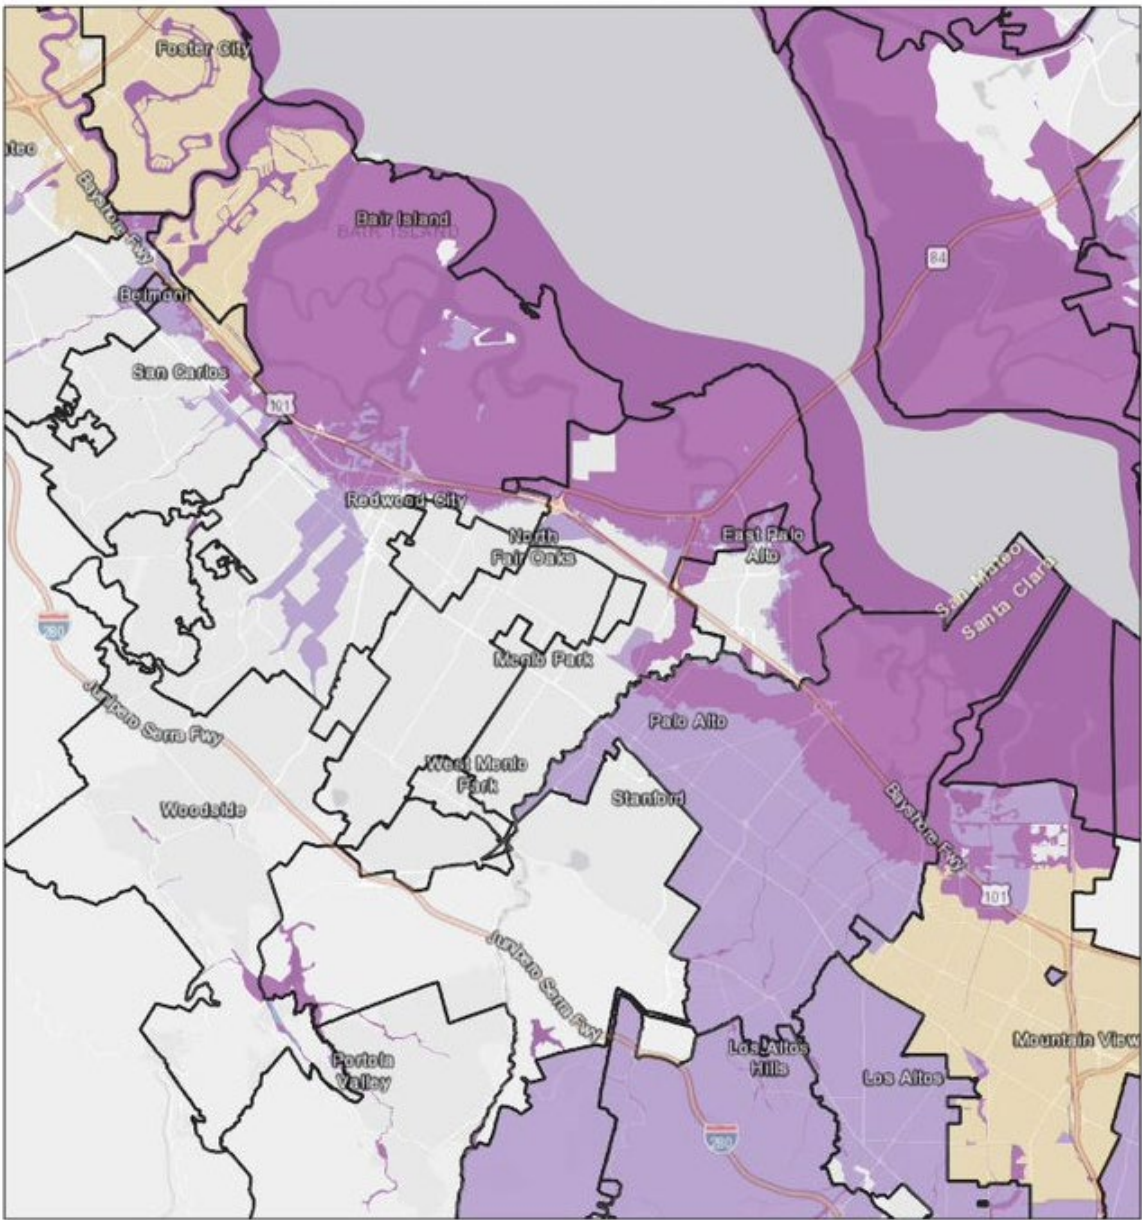 Foster City
ateo
Bayshore Fwy
Bair Island
BAIR ISLAND
84
Belmont
San Carlos
101
Redwood City
North
Fair Oaks
East Palo
Alto
San Mateo
Santa Clara
280
Menlo Park
Junipero Serra Fwy
Palo Alto
West Menlo
Park
Stanford
Woodside
Bayshore Fwy
101
Junipero Serra Fwy
Mountain View
Los Altos
Hills
Portola
Valley
Los Altos
280